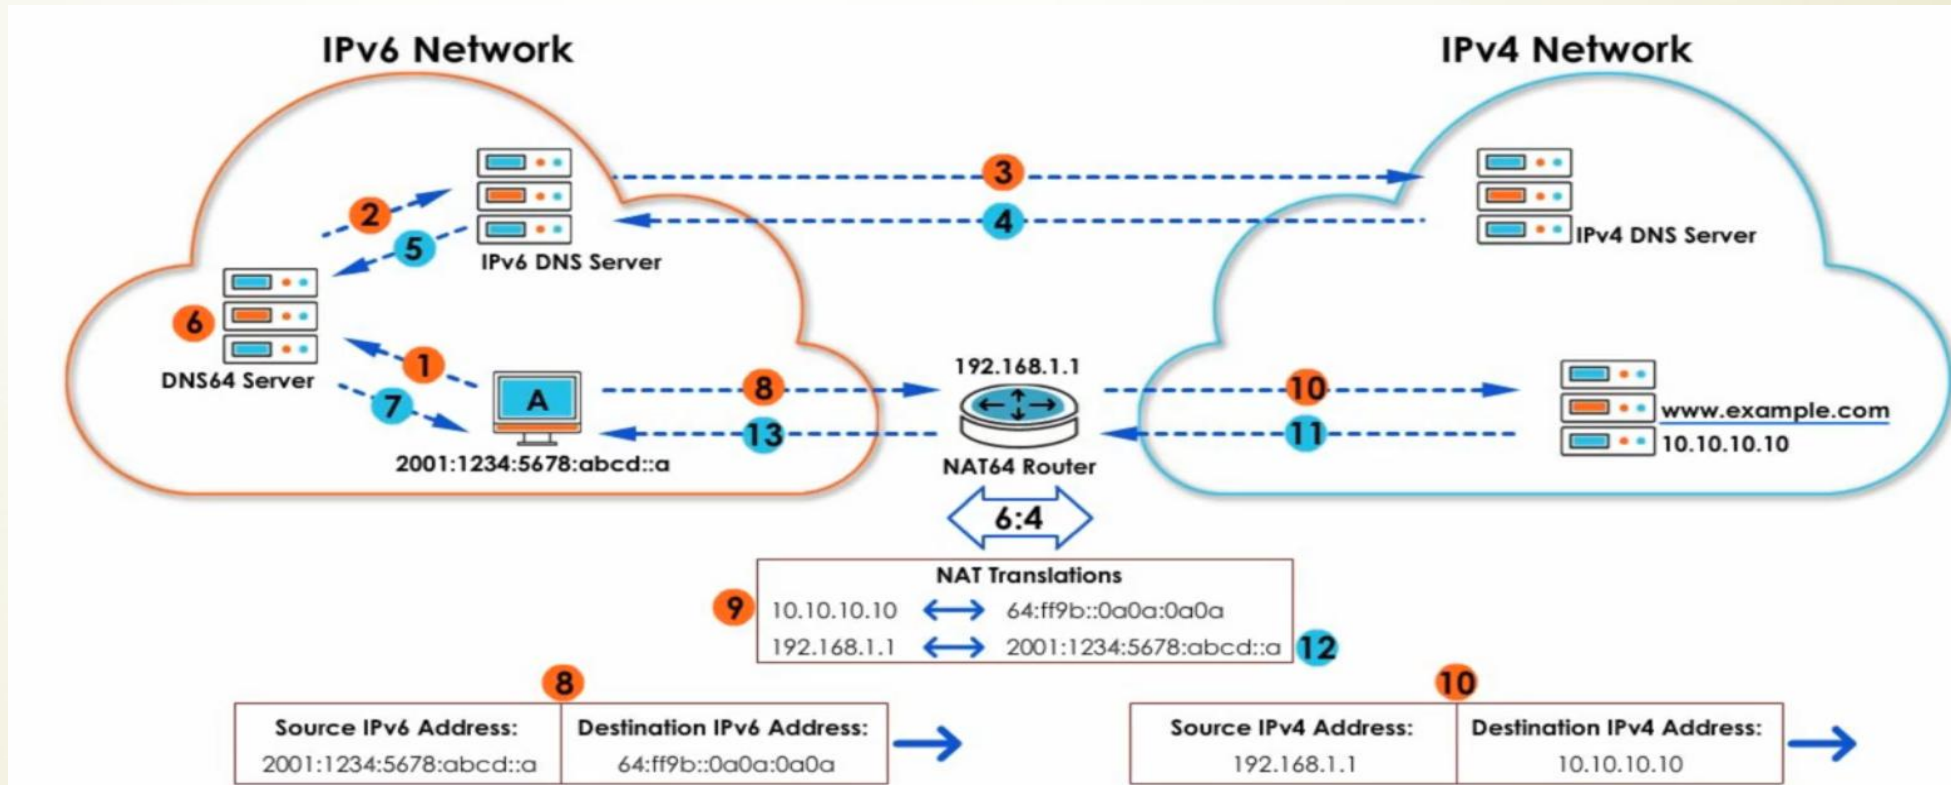 IPv6 Network
IPv4 Network
3
2
4
5
IPv6 DNS Server
IPv4 DNS Server
6
DNS64 Server
1
7
A
2001:1234:5678:abcd::a
8
13
192.168.1.1
NAT64 Router
10
11
www.example.com
10.10.10.10
6:4
NAT Translations
9
10.10.10.10 64:ff9b::0a0a:0a0a
192.168.1.1 2001:1234:5678:abcd::a
12
8
Source IPv6 Address: Destination IPv6 Address:
2001:1234:5678:abcd::a 64:ff9b::0a0a:0a0a
10
Source IPv4 Address: Destination IPv4 Address:
192.168.1.1 10.10.10.10